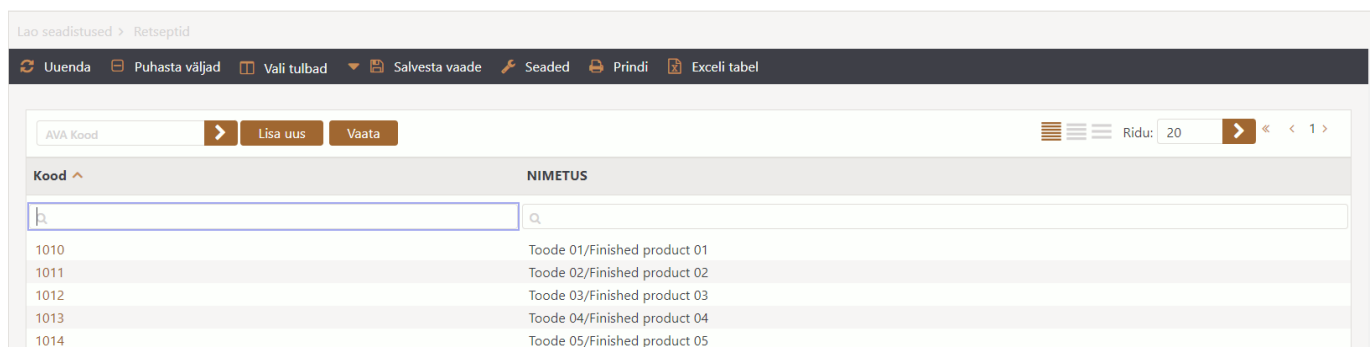 Lao seadistused > Retseptid
Uuenda Puhasta väljad Vali tulbad Salvesta vaade Seaded Prindi Exceli tabel
AVA Kood Lisa uus Vaata Ridu: 20 « < 1 >
Kood NIMETUS
1010 Toode 01/Finished product 01
1011 Toode 02/Finished product 02
1012 Toode 03/Finished product 03
1013 Toode 04/Finished product 04
1014 Toode 05/Finished product 05